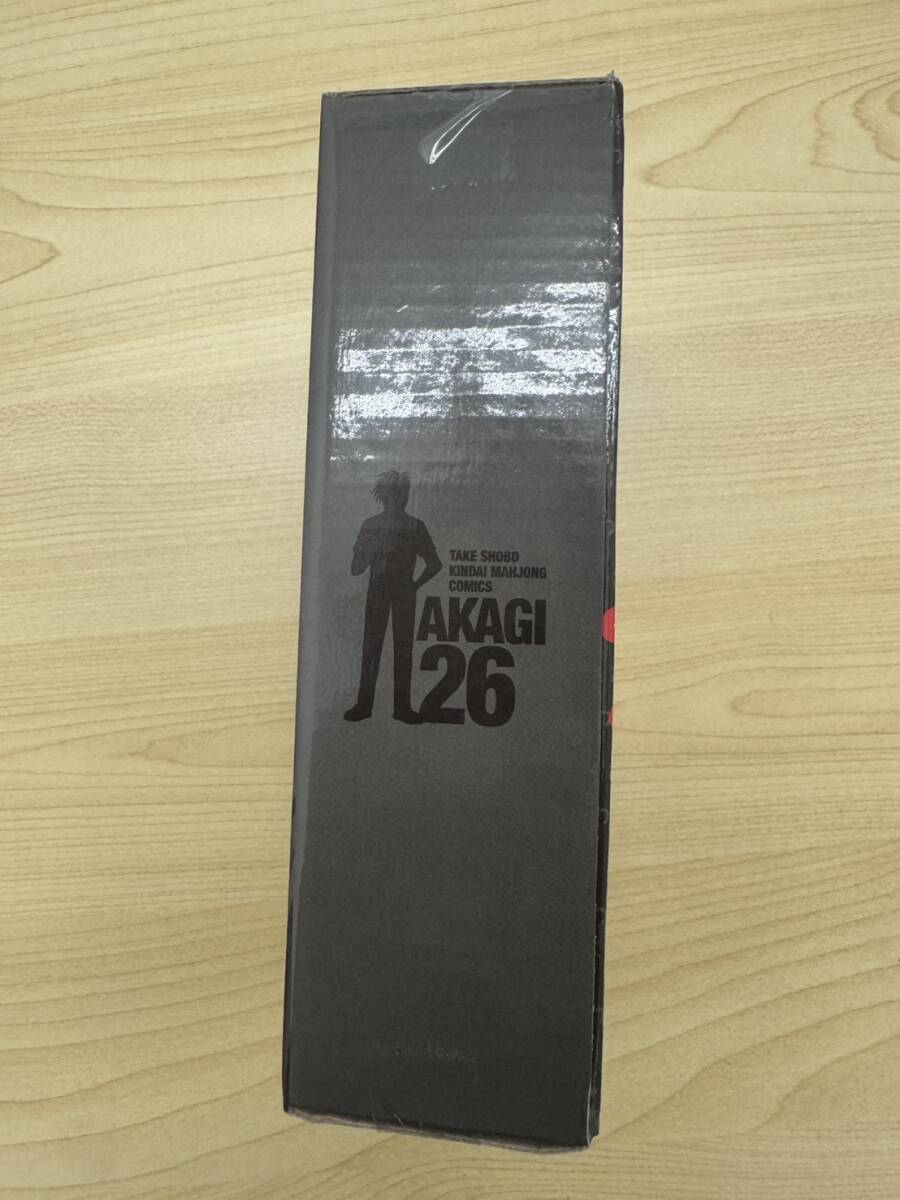 TAKE SHOBO
KINDAI MAHJONG
COMICS
AKAGI
26